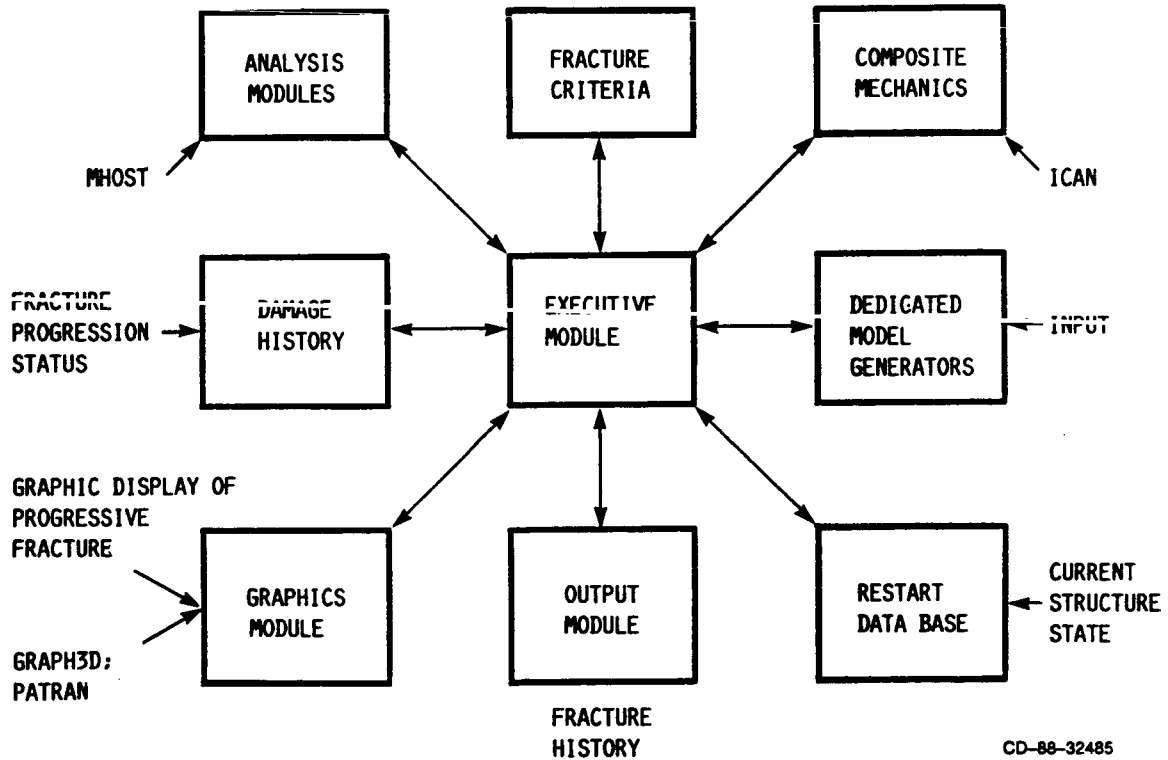 ANALYSIS
MODULES
FRACTURE
CRITERIA
COMPOSITE
MECHANICS
MHOST
ICAN
FRACTURE
PROGRESSION
STATUS
DAMAGE
HISTORY
EXECUTIVE
MODULE
DEDICATED
MODEL
GENERATORS
INPUT
GRAPHIC DISPLAY OF
PROGRESSIVE
FRACTURE
GRAPHICS
MODULE
OUTPUT
MODULE
RESTART
DATA BASE
CURRENT
STRUCTURE
STATE
GRAPH3D;
PATRAN
FRACTURE
HISTORY
CD-88-32485